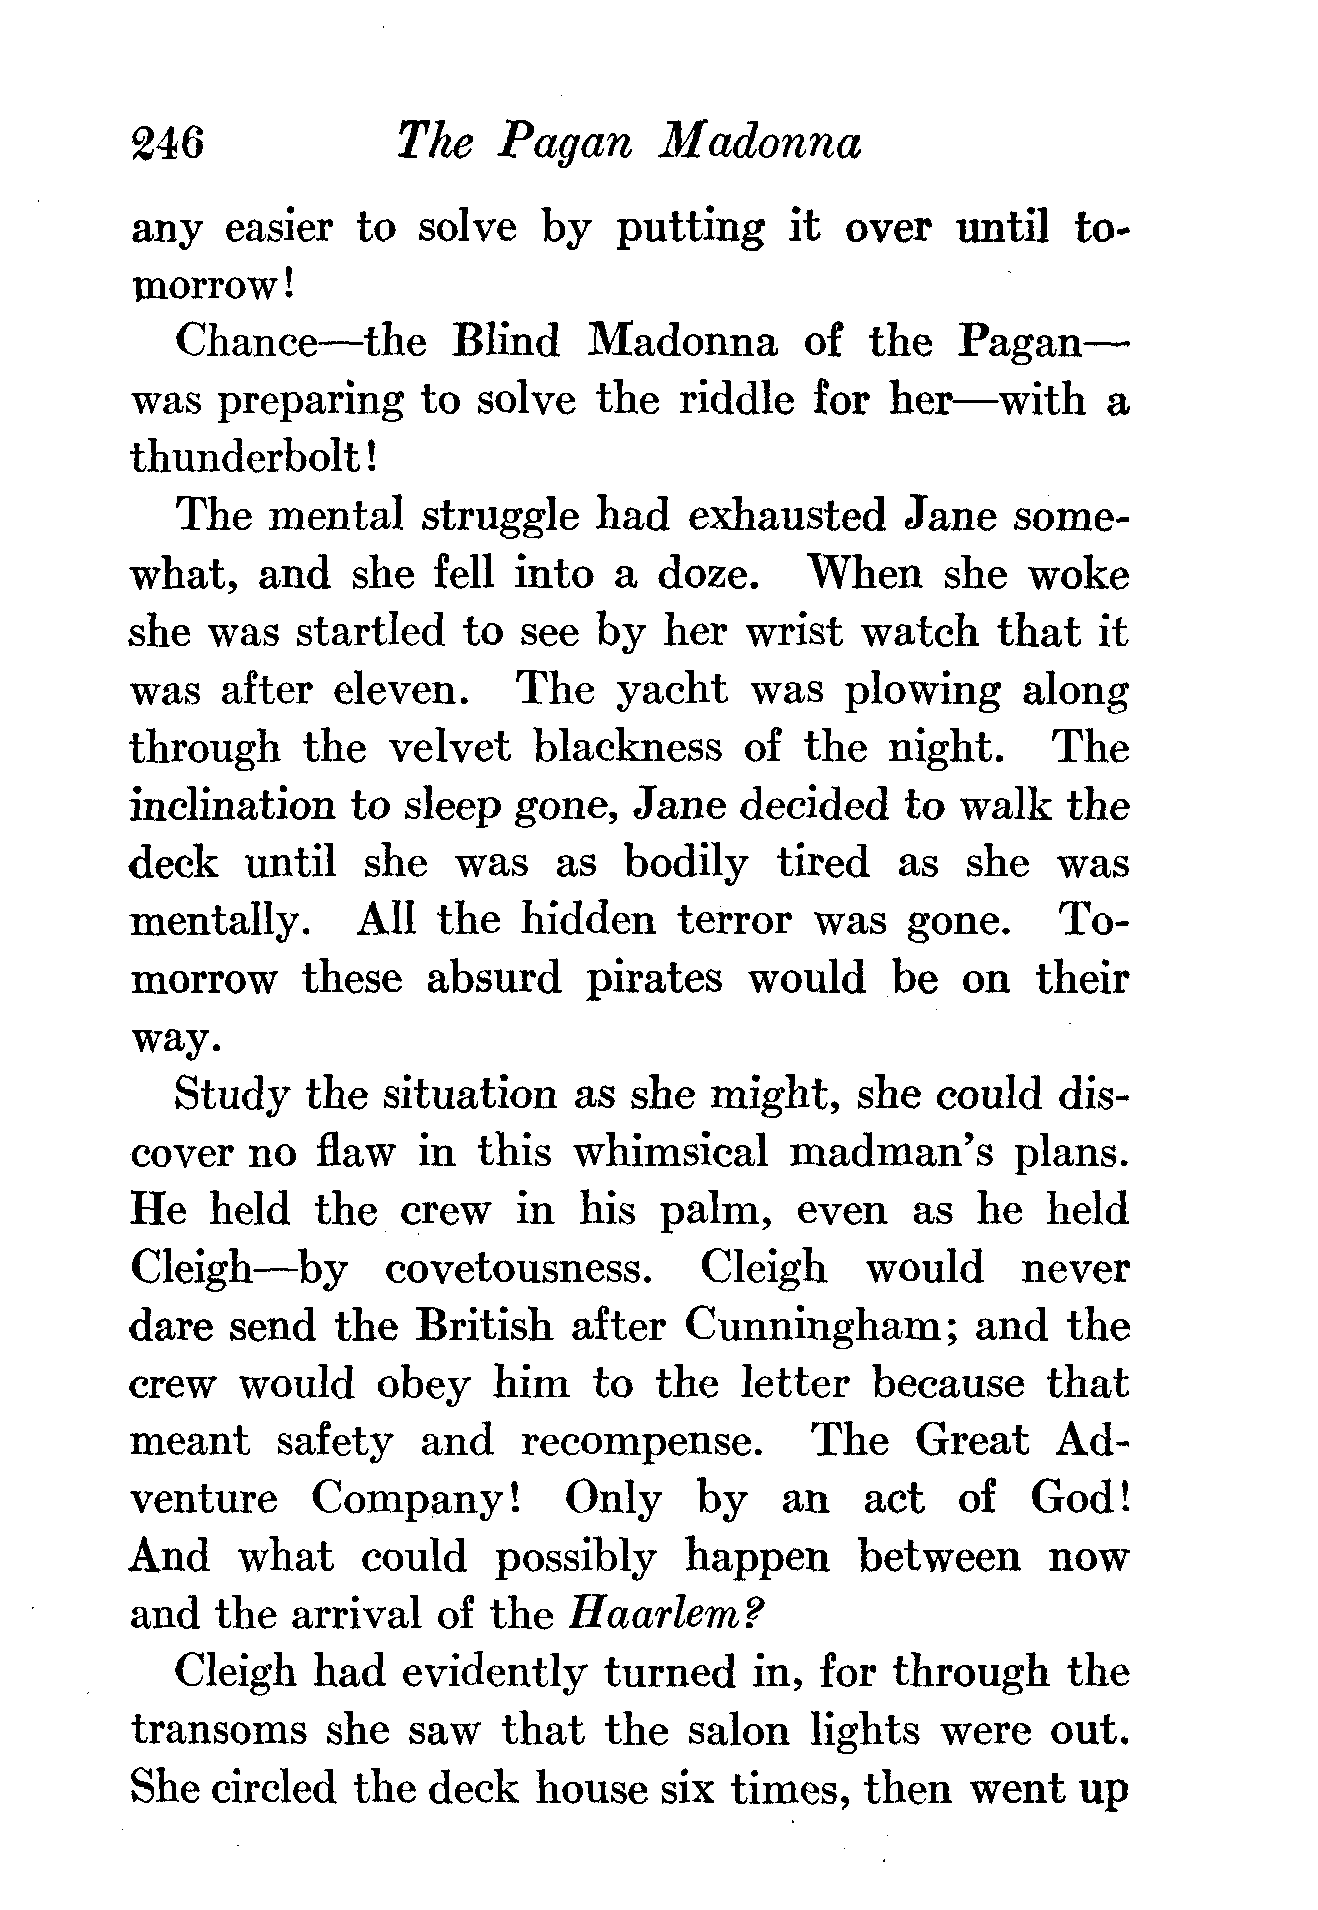 246 The Pagan Madonna
any easier to solve by putting it over until to-
morrow!
Chance—the Blind Madonna of the Pagan—
was preparing to solve the riddle for her—with a
thunderbolt!
The mental struggle had exhausted Jane some-
what, and she fell into a doze. When she woke
she was startled to see by her wrist watch that it
was after eleven. The yacht was plowing along
through the velvet blackness of the night. The
inclination to sleep gone, Jane decided to walk the
deck until she was as bodily tired as she was
mentally. All the hidden terror was gone. To-
morrow these absurd pirates would be on their
way.
Study the situation as she might, she could dis-
cover no flaw in this whimsical madman's plans.
He held the crew in his palm, even as he held
Cleigh—by covetousness. Cleigh would never
dare send the British after Cunningham; and the
crew would obey him to the letter because that
meant safety and recompense. The Great Ad-
venture Company! Only by an act of God!
And what could possibly happen between now
and the arrival of the Haarlem?
Cleigh had evidently turned in, for through the
transoms she saw that the salon lights were out.
She circled the deck house six times, then went up